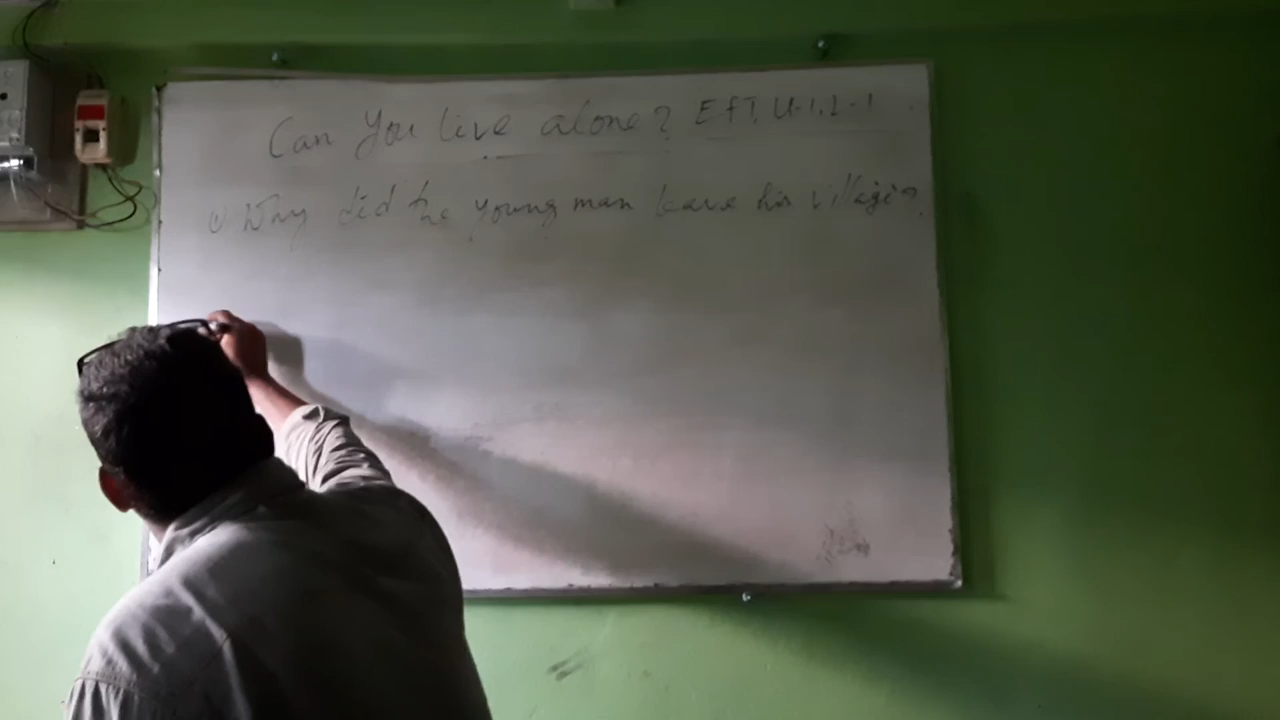 Can You live alone? EfT, U-1, L-1
1) Why did the young man leave his village?